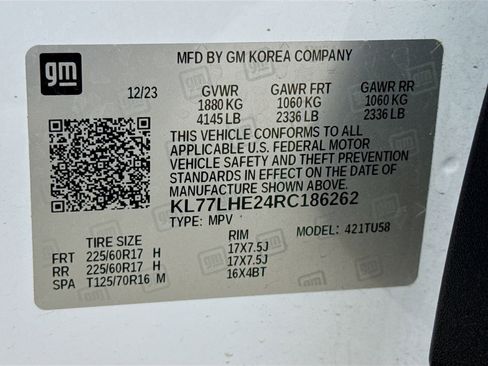 gm
MFD BY GM KOREA COMPANY
12/23 GVWR GAWR FRT GAWR RR
1880 KG 1060 KG 1060 KG
4145 LB 2336 LB 2336 LB
THIS VEHICLE CONFORMS TO ALL
APPLICABLE U.S. FEDERAL MOTOR
VEHICLE SAFETY AND THEFT PREVENTION
STANDARDS IN EFFECT ON THE DATE OF
MANUFACTURE SHOWN ABOVE.
KL77LHE24RC186262
TYPE: MPV MODEL: 421TU58
TIRE SIZE RIM
FRT 225/60R17 H 17X7.5J
RR 225/60R17 H 17X7.5J
SPA T125/70R16 M 16X4BT